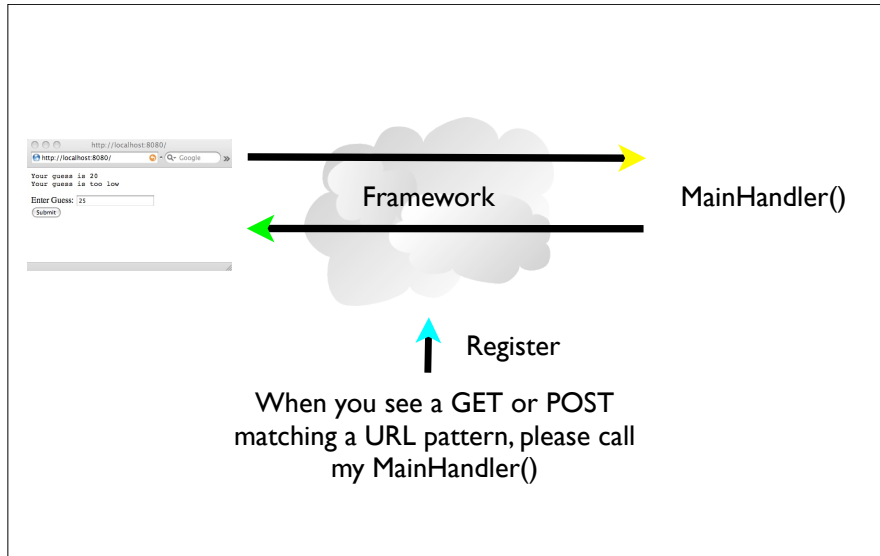 http://localhost:8080/
http://localhost:8080/ Google »
Your guess is 20
Your guess is too low
Enter Guess: 25
Submit
Framework
MainHandler()
Register
When you see a GET or POST
matching a URL pattern, please call
my MainHandler()